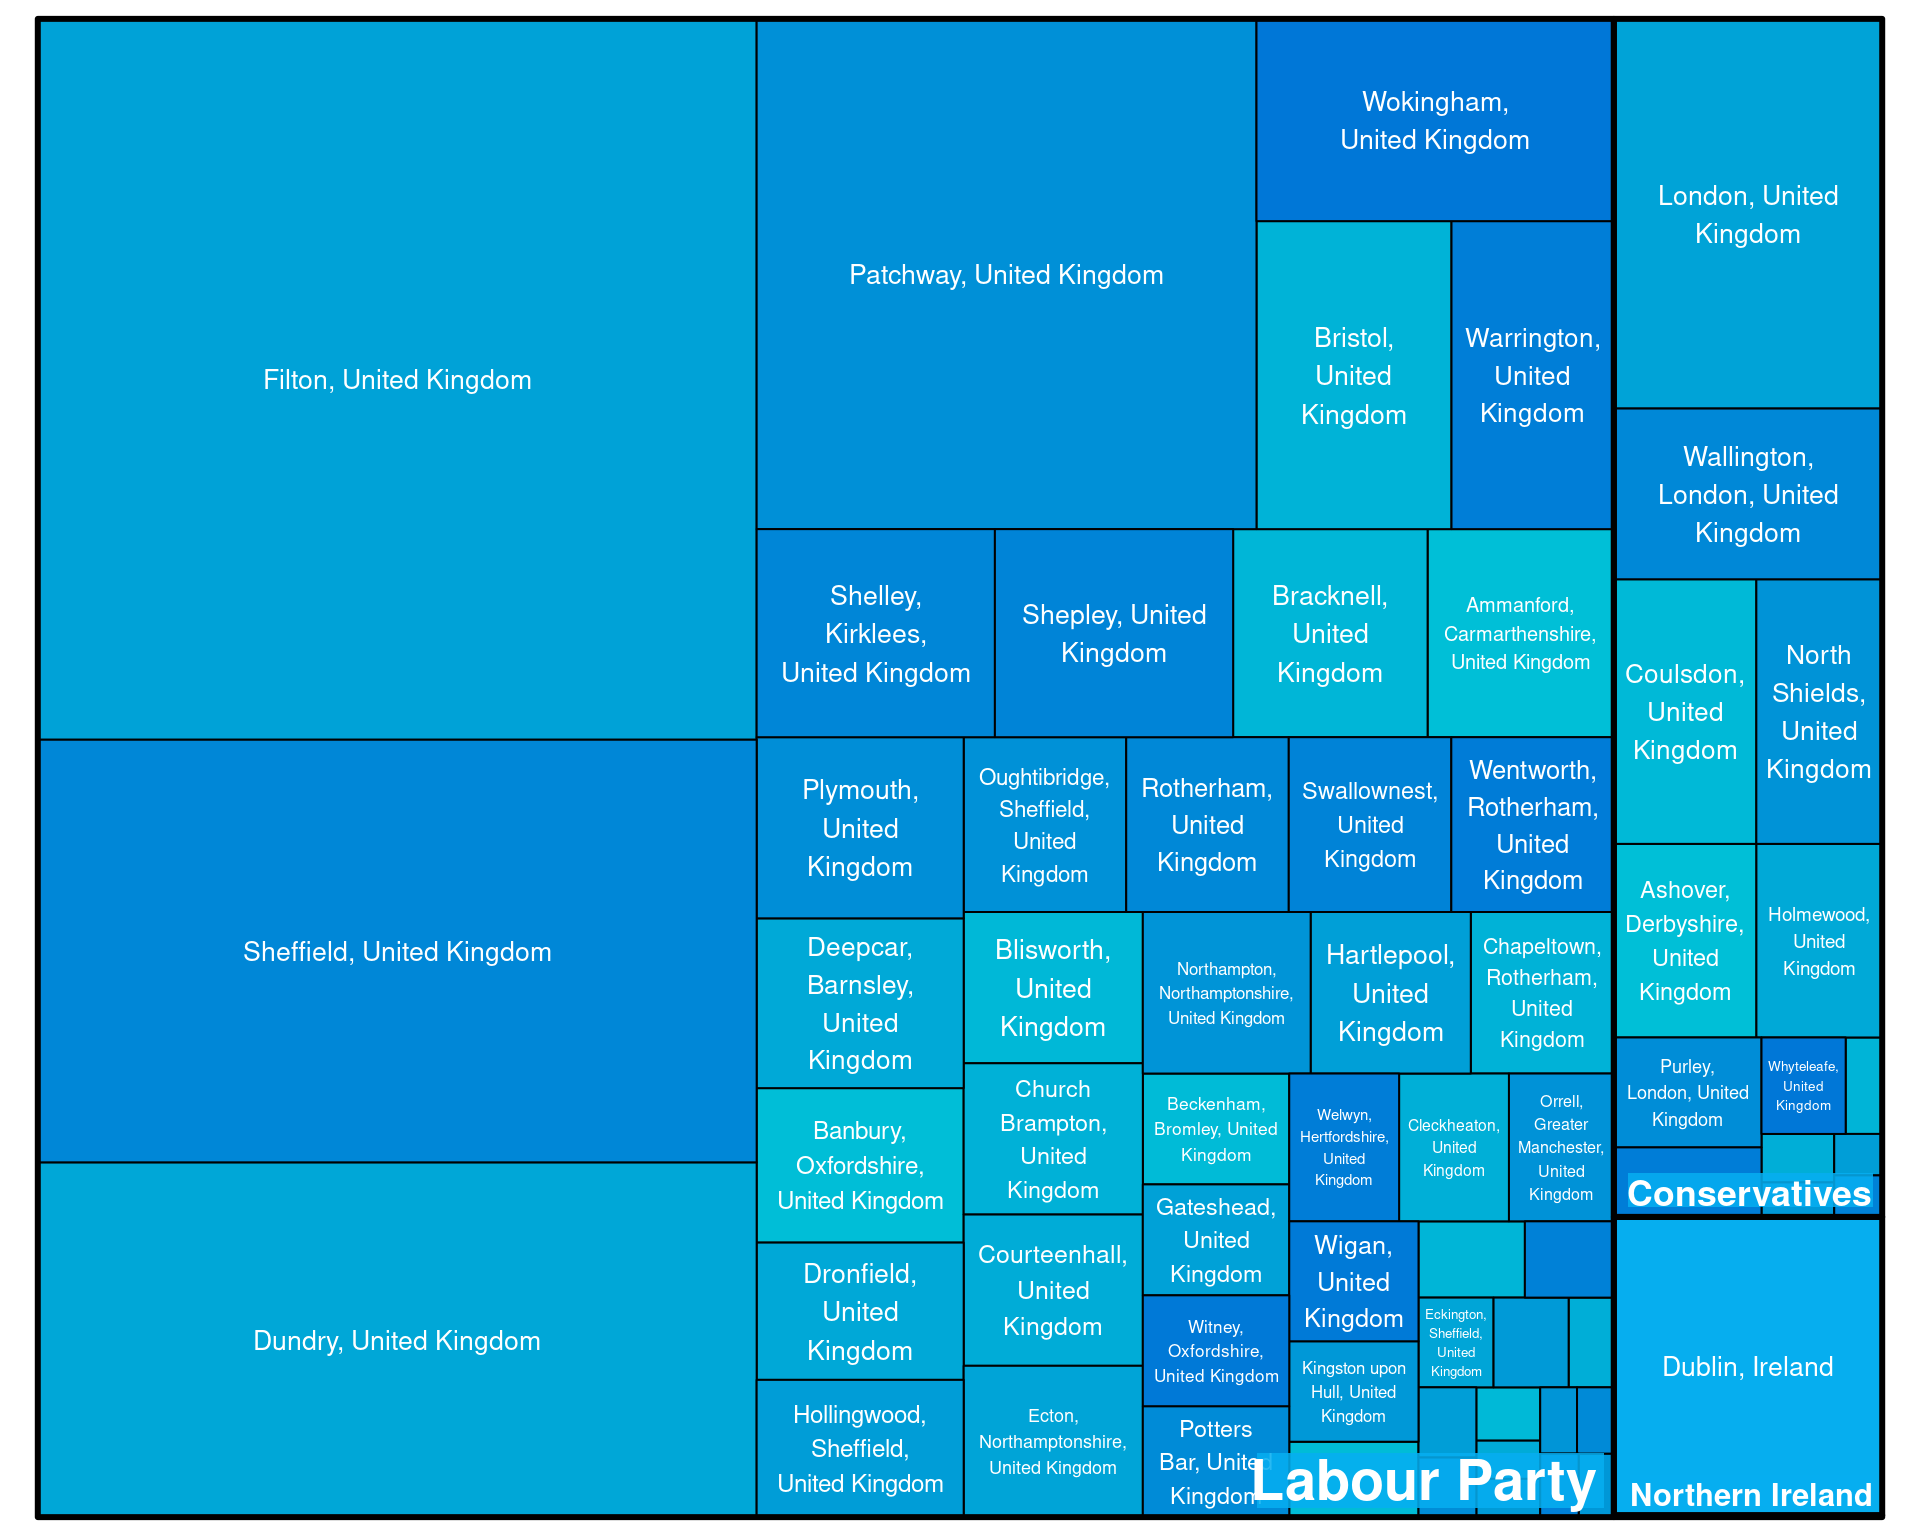 Filton, United Kingdom
Sheffield, United Kingdom
Dundry, United Kingdom
Patchway, United Kingdom
Wokingham,
United Kingdom
Bristol,
United
Kingdom
Warrington,
United
Kingdom
Shelley,
Kirklees,
United Kingdom
Shepley, United
Kingdom
Bracknell,
United
Kingdom
Ammanford,
Carmarthenshire,
United Kingdom
Plymouth,
United
Kingdom
Oughtibridge,
Sheffield,
United
Kingdom
Rotherham,
United
Kingdom
Swallownest,
United
Kingdom
Wentworth,
Rotherham,
United
Kingdom
Deepcar,
Barnsley,
United
Kingdom
Banbury,
Oxfordshire,
United Kingdom
Dronfield,
United
Kingdom
Hollingwood,
Sheffield,
United Kingdom
Blisworth,
United
Kingdom
Church
Brampton,
United
Kingdom
Courteenhall,
United
Kingdom
Ecton,
Northamptonshire,
United Kingdom
Northampton,
Northamptonshire,
United Kingdom
Hartlepool,
United
Kingdom
Chapeltown,
Rotherham,
United
Kingdom
Beckenham,
Bromley, United
Kingdom
Gateshead,
United
Kingdom
Witney,
Oxfordshire,
United Kingdom
Potters
Bar, United
Kingdom
Welwyn,
Hertfordshire,
United
Kingdom
Cleckheaton,
United
Kingdom
Orrell,
Greater
Manchester,
United
Kingdom
Wigan,
United
Kingdom
Kingston upon
Hull, United
Kingdom
Eckington,
Sheffield,
United
Kingdom
Labour Party
London, United
Kingdom
Wallington,
London, United
Kingdom
Coulsdon,
United
Kingdom
North
Shields,
United
Kingdom
Ashover,
Derbyshire,
United
Kingdom
Holmewood,
United
Kingdom
Purley,
London, United
Kingdom
Whyteleafe,
United
Kingdom
Conservatives
Dublin, Ireland
Northern Ireland